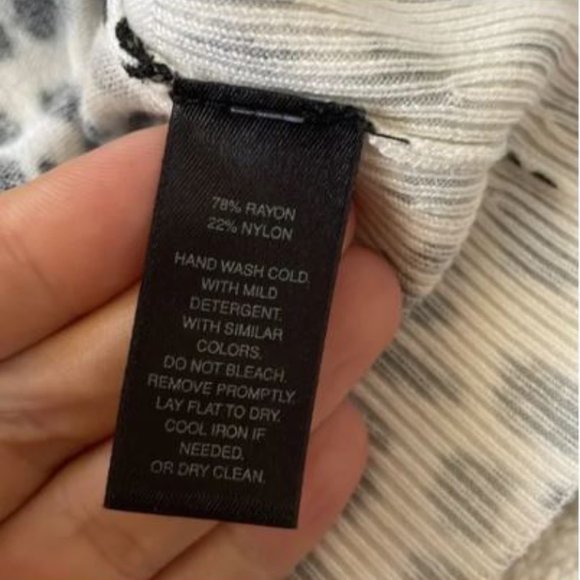 78% RAYON
22% NYLON
HAND WASH COLD.
WITH MILD
DETERGENT.
WITH SIMILAR
COLORS.
DO NOT BLEACH.
REMOVE PROMPTLY.
LAY FLAT TO DRY.
COOL IRON IF
NEEDED.
OR DRY CLEAN.